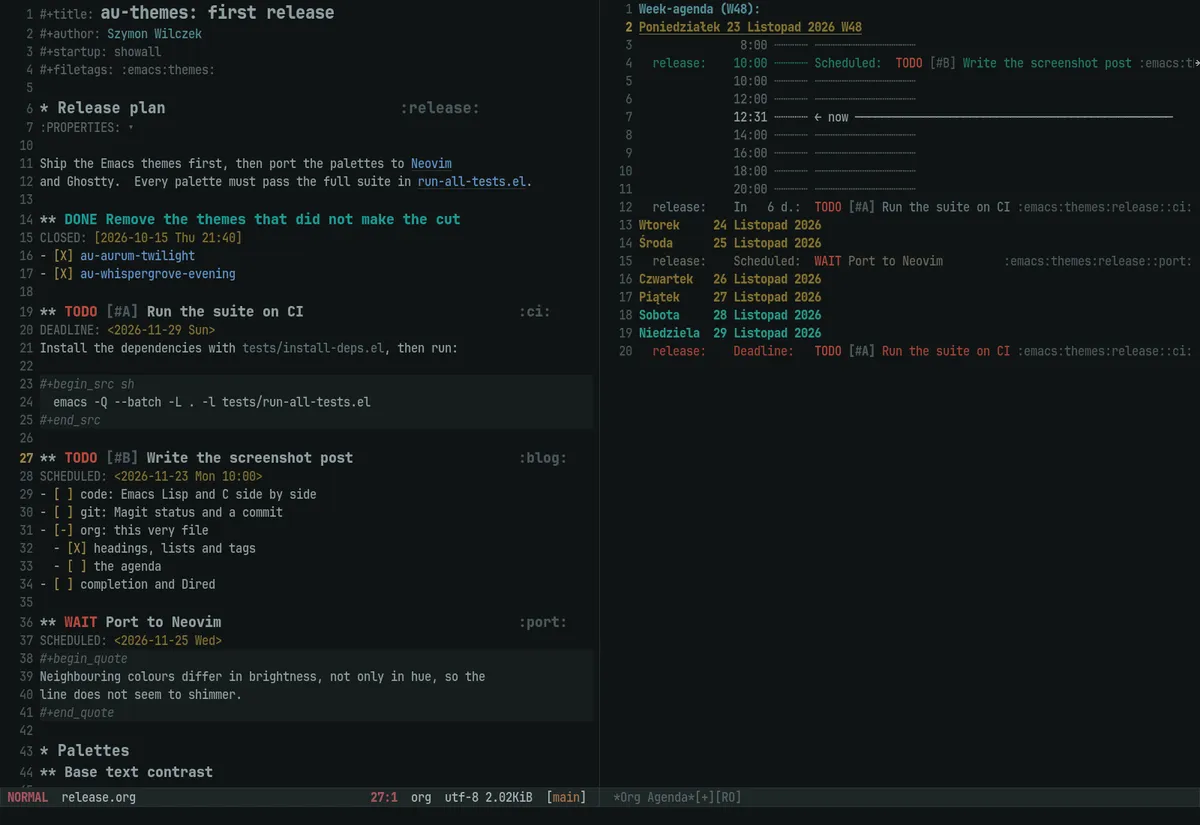 1 #+title: au-themes: first release
2 #+author: Szymon Wilczek
3 #+startup: showall
4 #+filetags: :emacs:themes:
5
6 * Release plan :release:
7 :PROPERTIES: ▾
10
11 Ship the Emacs themes first, then port the palettes to Neovim
12 and Ghostty.  Every palette must pass the full suite in run-all-tests.el.
13
14 ** DONE Remove the themes that did not make the cut
15 CLOSED: [2026-10-15 Thu 21:40]
16 - [X] au-aurum-twilight
17 - [X] au-whispergrove-evening
18
19 ** TODO [#A] Run the suite on CI :ci:
20 DEADLINE: <2026-11-29 Sun>
21 Install the dependencies with tests/install-deps.el, then run:
22
23 #+begin_src sh
24   emacs -Q --batch -L . -l tests/run-all-tests.el
25 #+end_src
26
27 ** TODO [#B] Write the screenshot post :blog:
28 SCHEDULED: <2026-11-23 Mon 10:00>
29 - [ ] code: Emacs Lisp and C side by side
30 - [ ] git: Magit status and a commit
31 - [-] org: this very file
32   - [X] headings, lists and tags
33   - [ ] the agenda
34 - [ ] completion and Dired
35
36 ** WAIT Port to Neovim :port:
37 SCHEDULED: <2026-11-25 Wed>
38 #+begin_quote
39 Neighbouring colours differ in brightness, not only in hue, so the
40 line does not seem to shimmer.
41 #+end_quote
42
43 * Palettes
44 ** Base text contrast
NORMAL release.org 27:1 org utf-8 2.02KiB [main]
1 Week-agenda (W48):
2 Poniedziałek 23 Listopad 2026 W48
3 8:00 ┄┄┄┄┄ ┄┄┄┄┄┄┄┄┄┄┄┄┄┄┄
4 release: 10:00 ┄┄┄┄┄ Scheduled: TODO [#B] Write the screenshot post :emacs:t
5 10:00 ┄┄┄┄┄ ┄┄┄┄┄┄┄┄┄┄┄┄┄┄┄
6 12:00 ┄┄┄┄┄ ┄┄┄┄┄┄┄┄┄┄┄┄┄┄┄
7 12:31 ┄┄┄┄┄ ← now ───────────────────────────────────────────────
8 14:00 ┄┄┄┄┄ ┄┄┄┄┄┄┄┄┄┄┄┄┄┄┄
9 16:00 ┄┄┄┄┄ ┄┄┄┄┄┄┄┄┄┄┄┄┄┄┄
10 18:00 ┄┄┄┄┄ ┄┄┄┄┄┄┄┄┄┄┄┄┄┄┄
11 20:00 ┄┄┄┄┄ ┄┄┄┄┄┄┄┄┄┄┄┄┄┄┄
12 release: In 6 d.: TODO [#A] Run the suite on CI :emacs:themes:release::ci:
13 Wtorek 24 Listopad 2026
14 Środa 25 Listopad 2026
15 release: Scheduled: WAIT Port to Neovim :emacs:themes:release::port:
16 Czwartek 26 Listopad 2026
17 Piątek 27 Listopad 2026
18 Sobota 28 Listopad 2026
19 Niedziela 29 Listopad 2026
20 release: Deadline: TODO [#A] Run the suite on CI :emacs:themes:release::ci:
*Org Agenda*[+][RO]